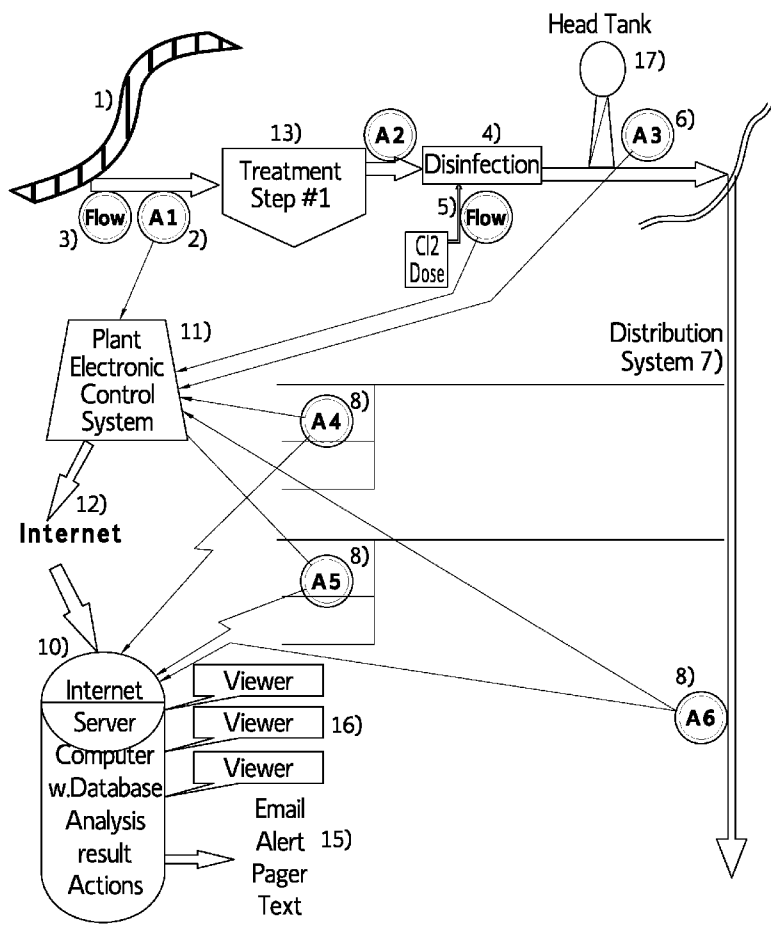 Head Tank
17)
1)
13)
A2
4)
A3
6)
Treatment
Step #1
Disinfection
Flow
A1
3)
2)
5)
Flow
Cl2
Dose
11)
Plant
Electronic
Control
System
Distribution
System 7)
A4
8)
12)
Internet
A5
8)
10)
Internet
Server
Computer
w.Database
Analysis
result
Actions
Viewer
Viewer
16)
Viewer
8)
A6
Email
Alert
15)
Pager
Text